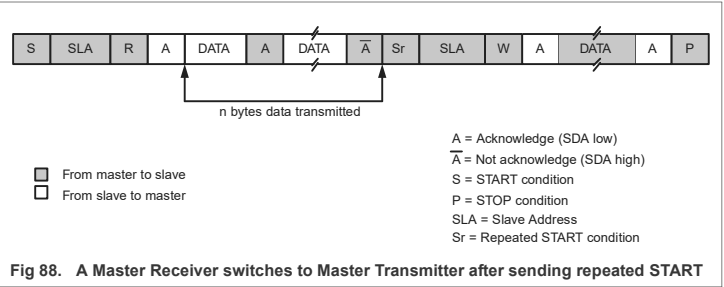 S SLA R A DATA A DATA A̅ Sr SLA W A DATA A P
n bytes data transmitted
From master to slave
From slave to master
A = Acknowledge (SDA low)
A̅ = Not acknowledge (SDA high)
S = START condition
P = STOP condition
SLA = Slave Address
Sr = Repeated START condition
Fig 88. A Master Receiver switches to Master Transmitter after sending repeated START